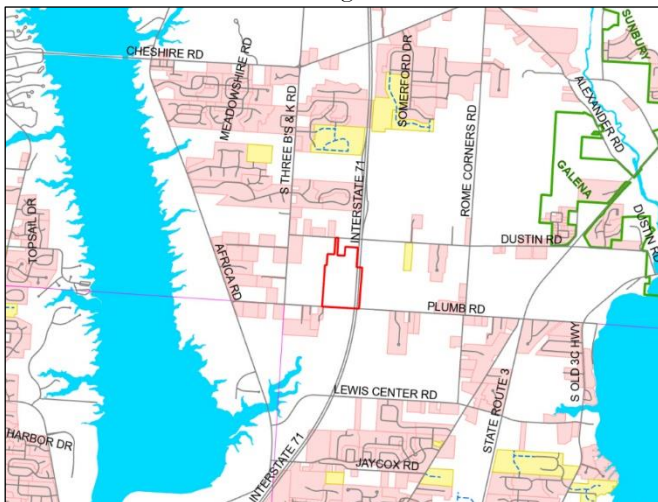 CHESHIRE RD
MEADOWSHIRE RD
S THREE B'S & K RD
INTERSTATE 71
SOMERFORD DR
ROME CORNERS RD
SUNBURY
ALEXANDER RD
GALENA
DUSTIN RD
DUSTIN RD
TOPSAIL DR
AFRICA RD
PLUMB RD
LEWIS CENTER RD
STATE ROUTE 3
S OLD 3C HWY
HARBOR DR
INTERSTATE 71
JAYCOX RD